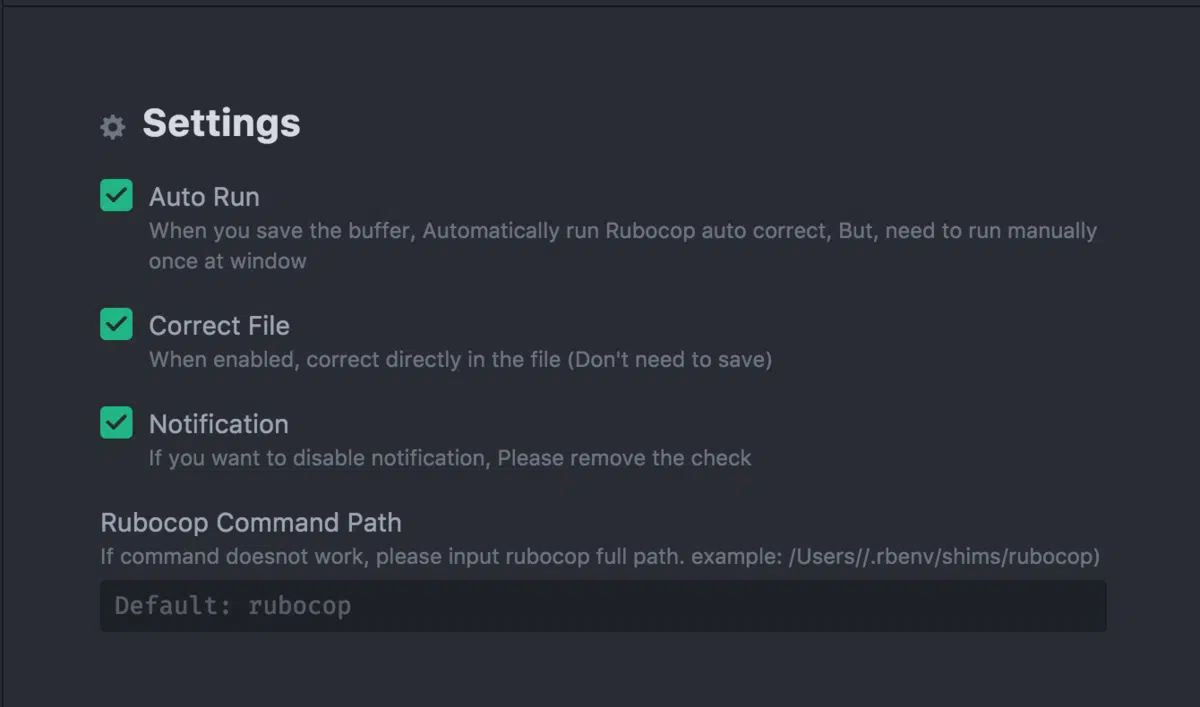 Settings
Auto Run
When you save the buffer, Automatically run Rubocop auto correct, But, need to run manually
once at window
Correct File
When enabled, correct directly in the file (Don't need to save)
Notification
If you want to disable notification, Please remove the check
Rubocop Command Path
If command doesnot work, please input rubocop full path. example: /Users//.rbenv/shims/rubocop)
Default: rubocop